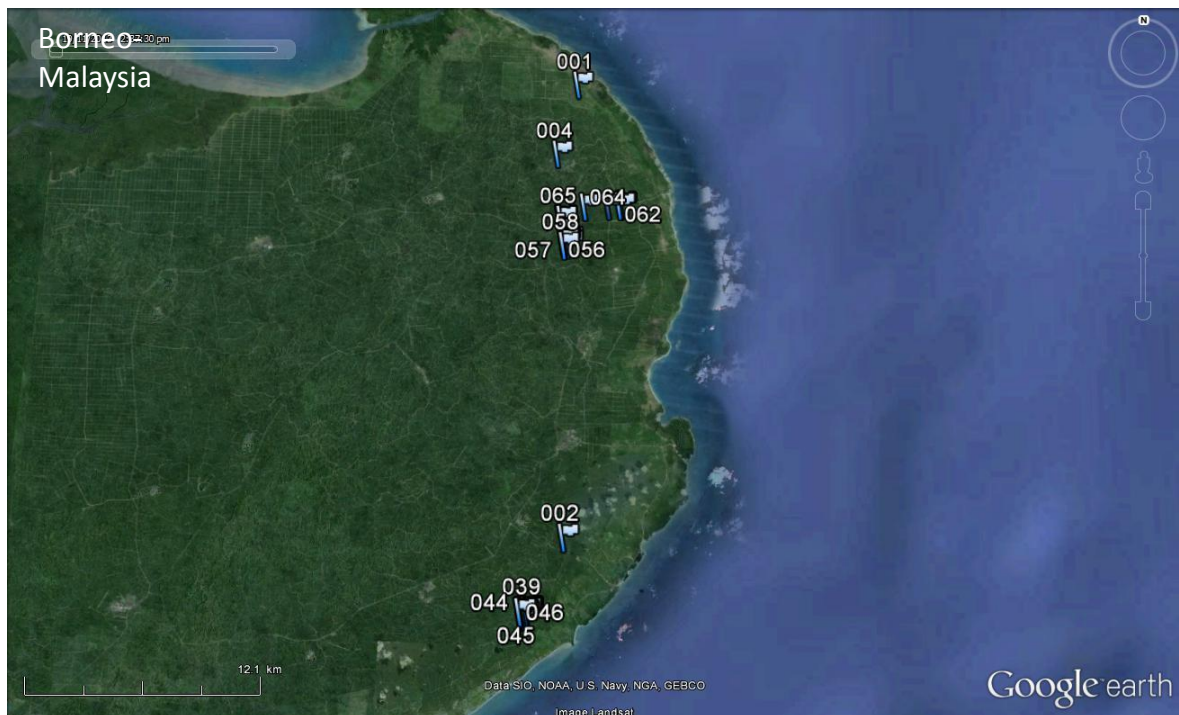 Borneo-
Malaysia
N
001
004
065
064
062
058
057
056
002
039
044
046
045
12.1 km
Data SIO, NOAA, U.S. Navy, NGA, GEBCO
Image Landsat
Google earth